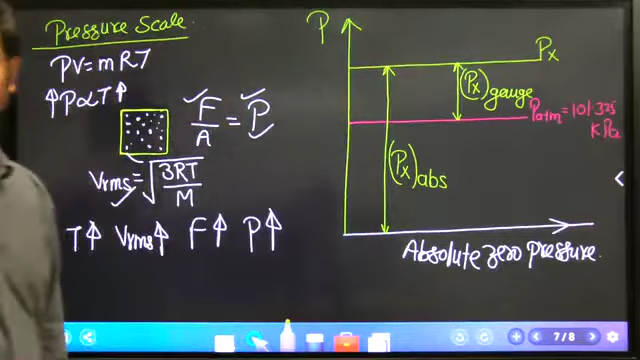 Pressure Scale
PV = mRT
↑P∝T↑
F/A = P
Vrms = √(3RT/M)
T↑ Vrms↑ F↑ P↑
P
Px
(Px)gauge
Patm = 101.325
KPa
(Px)abs
Absolute zero Pressure
7/8